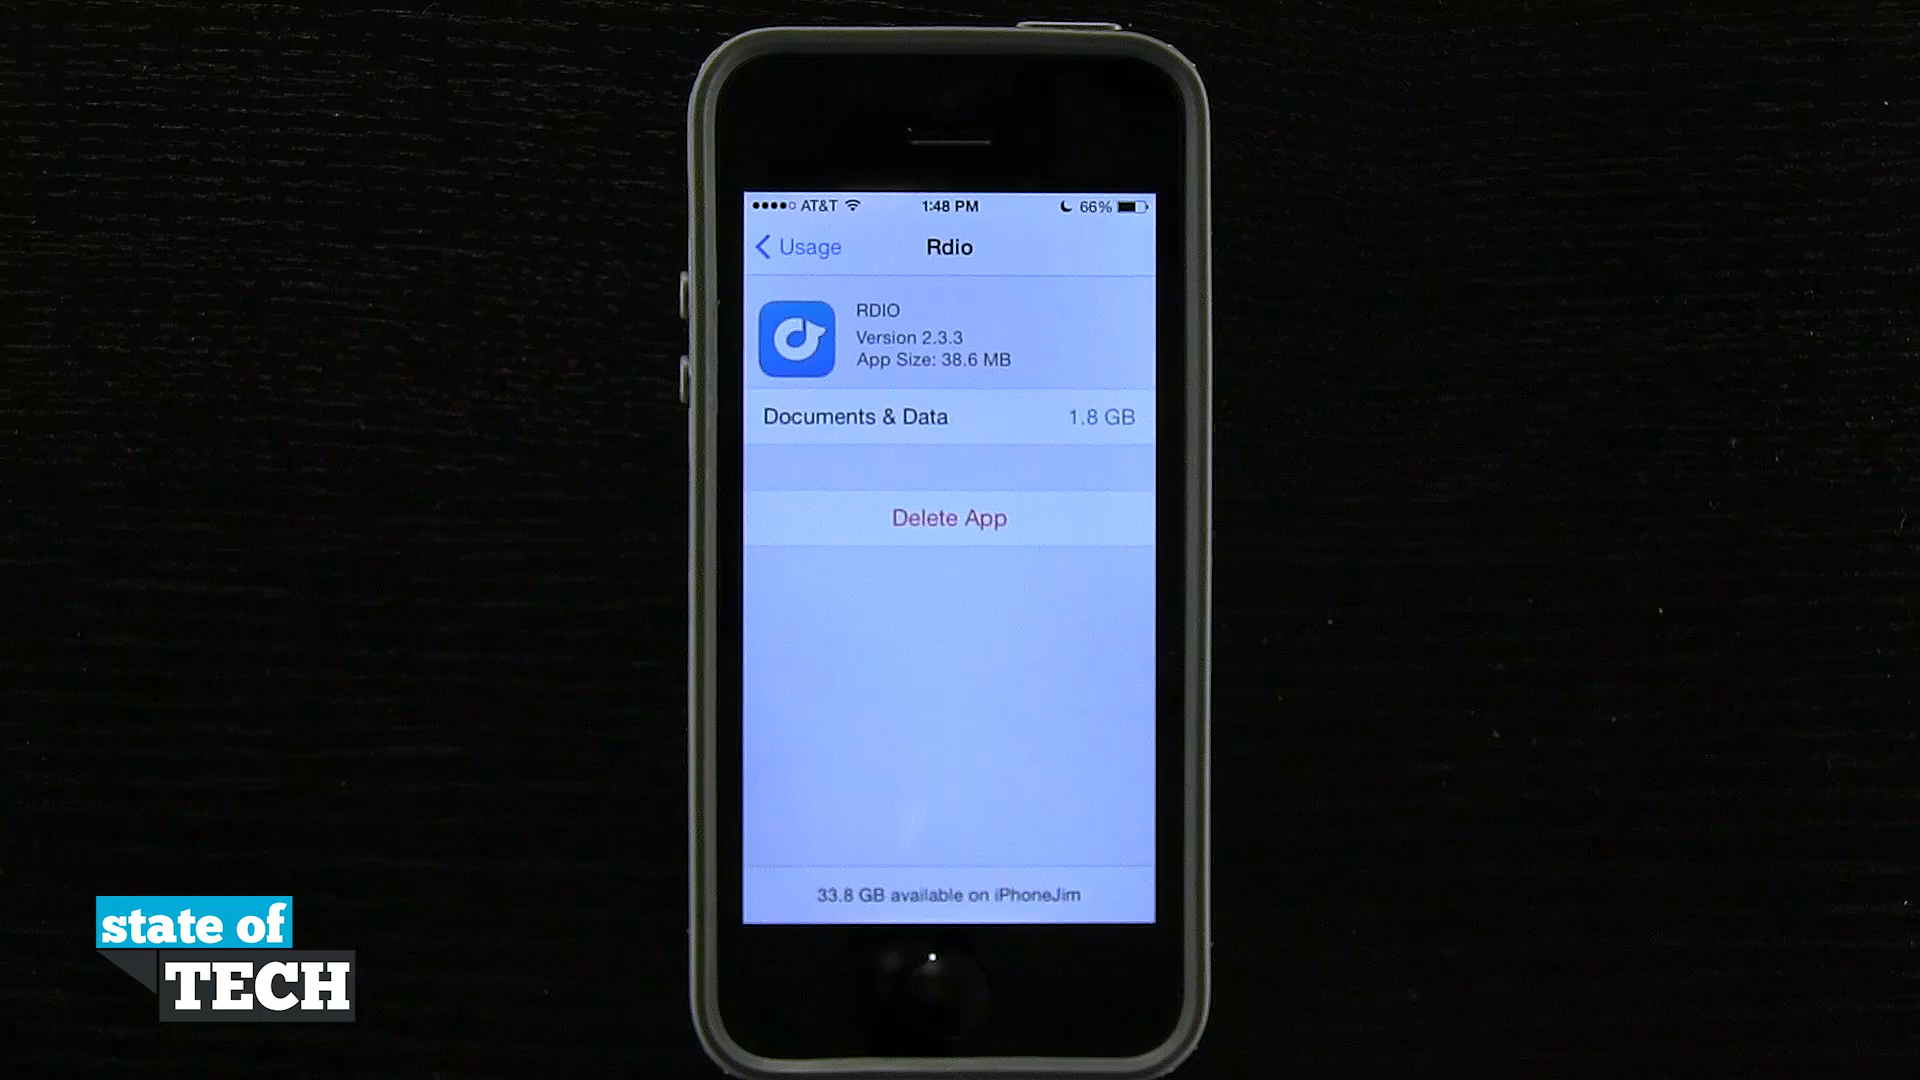 AT&T 1:48 PM 66%
Usage Rdio
RDIO
Version 2.3.3
App Size: 38.6 MB
Documents & Data 1.8 GB
Delete App
33.8 GB available on iPhoneJim
state of
TECH